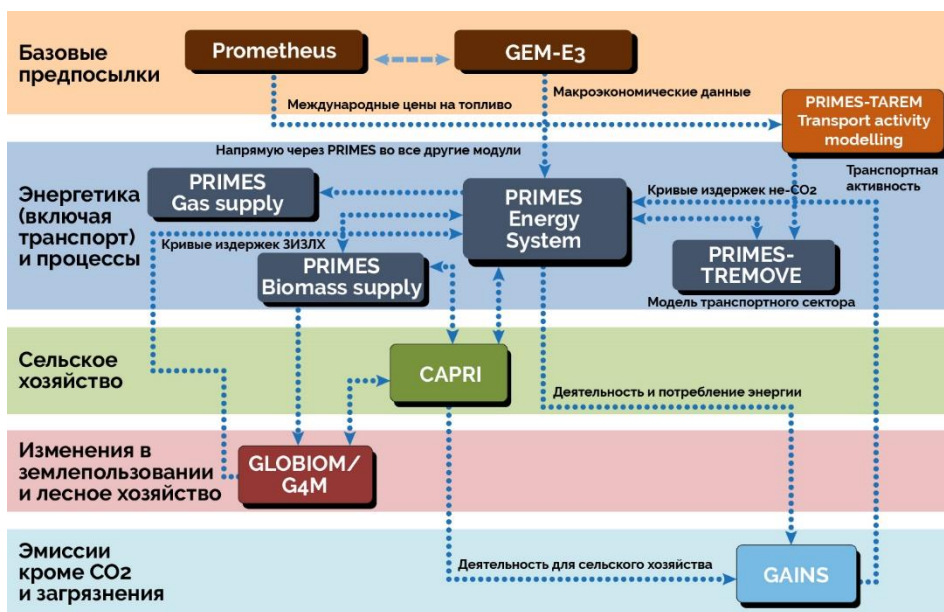 Базовые
предпосылки
Prometheus
GEM-E3
Международные цены на топливо
Макроэкономические данные
PRIMES-TAREM
Transport activity
modelling
Напрямую через PRIMES во все другие модули
Транспортная
активность
Энергетика
(включая
транспорт)
и процессы
PRIMES
Gas supply
PRIMES
Energy
System
Кривые издержек не-CO2
Кривые издержек ЗИЗЛХ
PRIMES
Biomass supply
PRIMES-
TREMOVE
Модель транспортного сектора
Сельское
хозяйство
CAPRI
Деятельность и потребление энергии
Изменения в
землепользовании
и лесное хозяйство
GLOBIOM/
G4M
Эмиссии
кроме CO2
и загрязнения
Деятельность для сельского хозяйства
GAINS